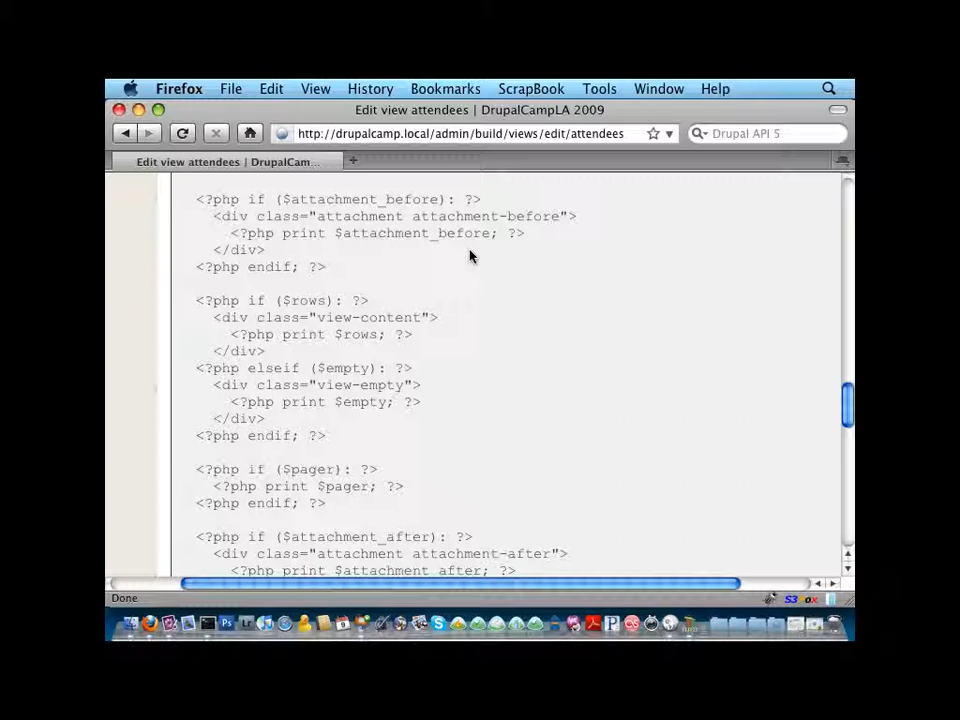 Firefox File Edit View History Bookmarks ScrapBook Tools Window Help
Edit view attendees | DrupalCampLA 2009
http://drupalcamp.local/admin/build/views/edit/attendees
Drupal API 5
Edit view attendees | DrupalCam...
<?php if ($attachment_before): ?>
<div class="attachment attachment-before">
<?php print $attachment_before; ?>
</div>
<?php endif; ?>
<?php if ($rows): ?>
<div class="view-content">
<?php print $rows; ?>
</div>
<?php elseif ($empty): ?>
<div class="view-empty">
<?php print $empty; ?>
</div>
<?php endif; ?>
<?php if ($pager): ?>
<?php print $pager; ?>
<?php endif; ?>
<?php if ($attachment_after): ?>
<div class="attachment attachment-after">
<?php print $attachment_after; ?>
Done
S3Fox